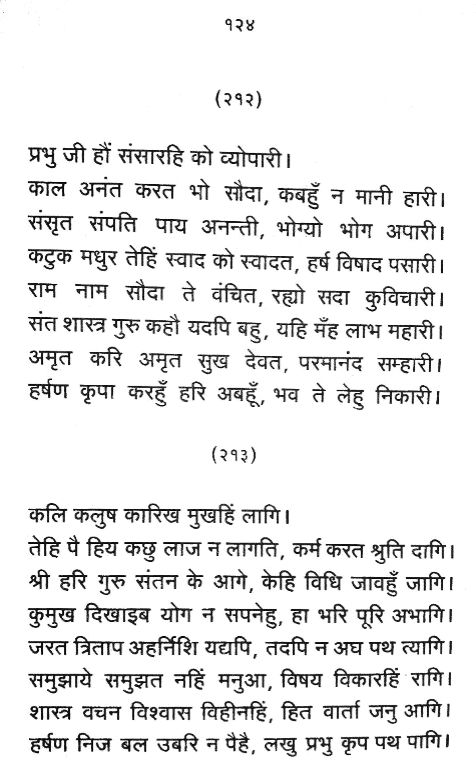 १२४
(२१२)
प्रभु जी हौं संसारहि को व्योपारी।
काल अनंत करत भो सौदा, कबहुँ न मानी हारी।
संसृत संपति पाय अनन्ती, भोग्यो भोग अपारी।
कटुक मधुर तेहिं स्वाद को स्वादत, हर्ष विषाद पसारी।
राम नाम सौदा ते वंचित, रह्यो सदा कुविचारी।
संत शास्त्र गुरु कहौ यदपि बहु, यहि मँह लाभ महारी।
अमृत करि अमृत सुख देवत, परमानंद सम्हारी।
हर्षण कृपा करहुँ हरि अबहूँ, भव ते लेहु निकारी।
(२१३)
कलि कलुष कारिख मुखहिं लागि।
तेहि पै हिय कछु लाज न लागति, कर्म करत श्रुति दागि।
श्री हरि गुरु संतन के आगे, केहि विधि जावहुँ जागि।
कुमुख दिखाइब योग न सपनेहु, हा भरि पूरि अभागि।
जरत त्रिताप अहर्निशि यद्यपि, तदपि न अघ पथ त्यागि।
समुझाये समुझत नहिं मनुआ, विषय विकारहिं रागि।
शास्त्र वचन विश्वास विहीनहिं, हित वार्ता जनु आगि।
हर्षण निज बल उबरि न पैहै, लखु प्रभु कृप पथ पागि।